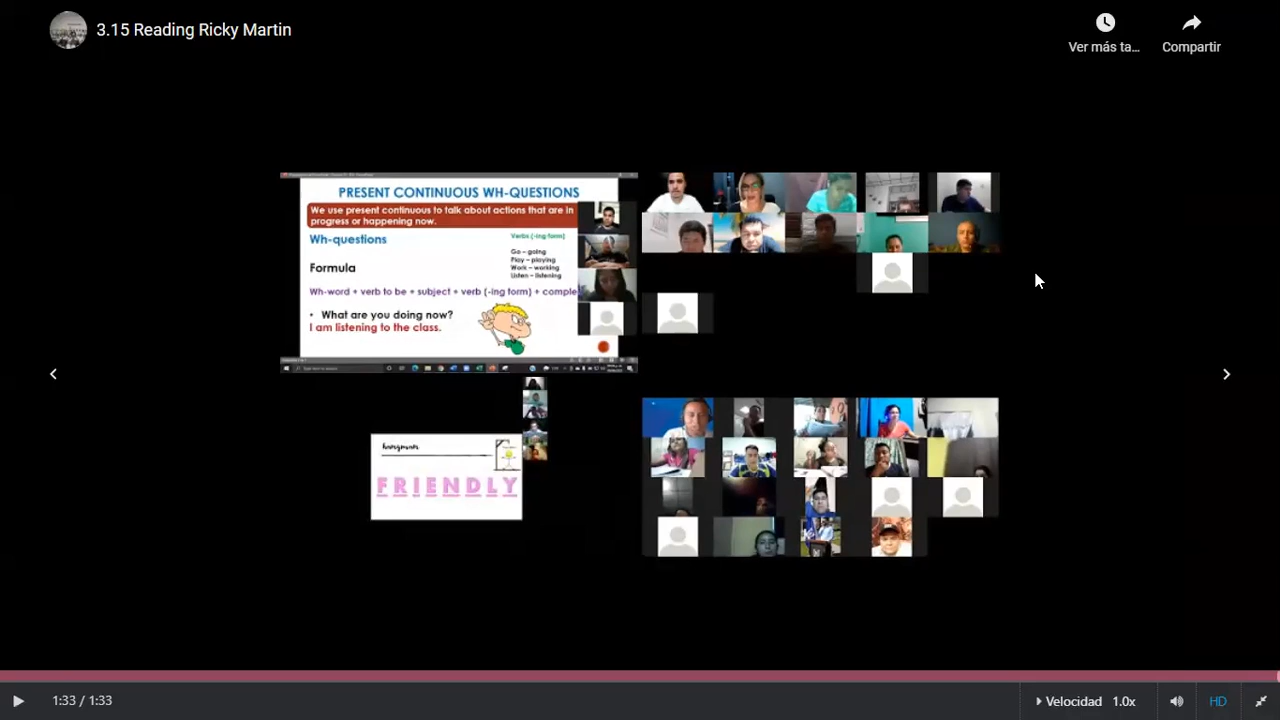 3.15 Reading Ricky Martin
Ver más ta...
Compartir
PRESENT CONTINUOUS WH-QUESTIONS
We use present continuous to talk about actions that are in
progress or happening now.
Wh-questions
Verbs (-ing form)
Go – going
Play – playing
Work – working
Listen – listening
Formula
Wh-word + verb to be + subject + verb (-ing form) + comple
• What are you doing now?
I am listening to the class.
hangman
FRIENDLY
1:33 / 1:33
Velocidad 1.0x
HD